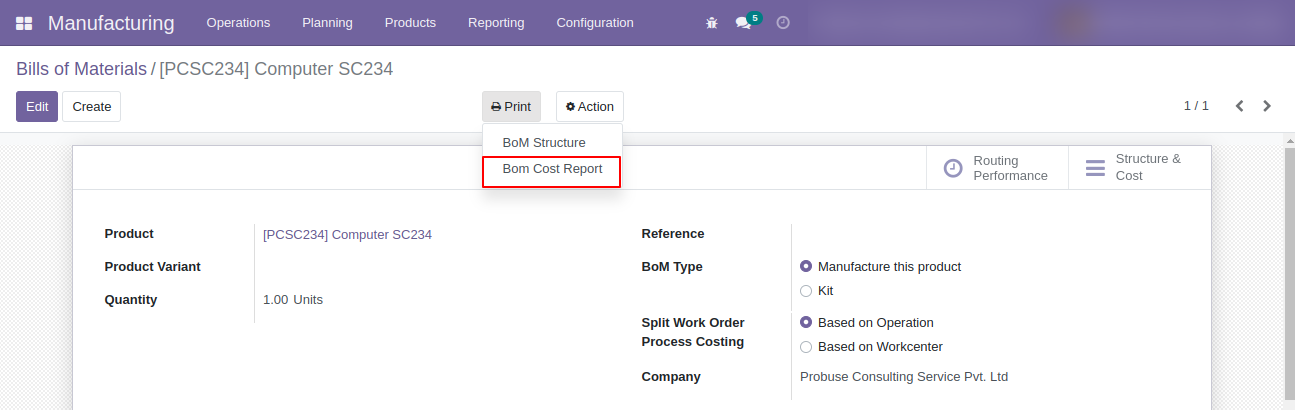 Manufacturing Operations Planning Products Reporting Configuration 5
Bills of Materials / [PCSC234] Computer SC234
Edit Create Print Action 1 / 1
BoM Structure
Bom Cost Report
Routing Performance
Structure & Cost
Product [PCSC234] Computer SC234
Product Variant
Quantity 1.00 Units
Reference
BoM Type Manufacture this product
Kit
Split Work Order Based on Operation
Process Costing Based on Workcenter
Company Probuse Consulting Service Pvt. Ltd